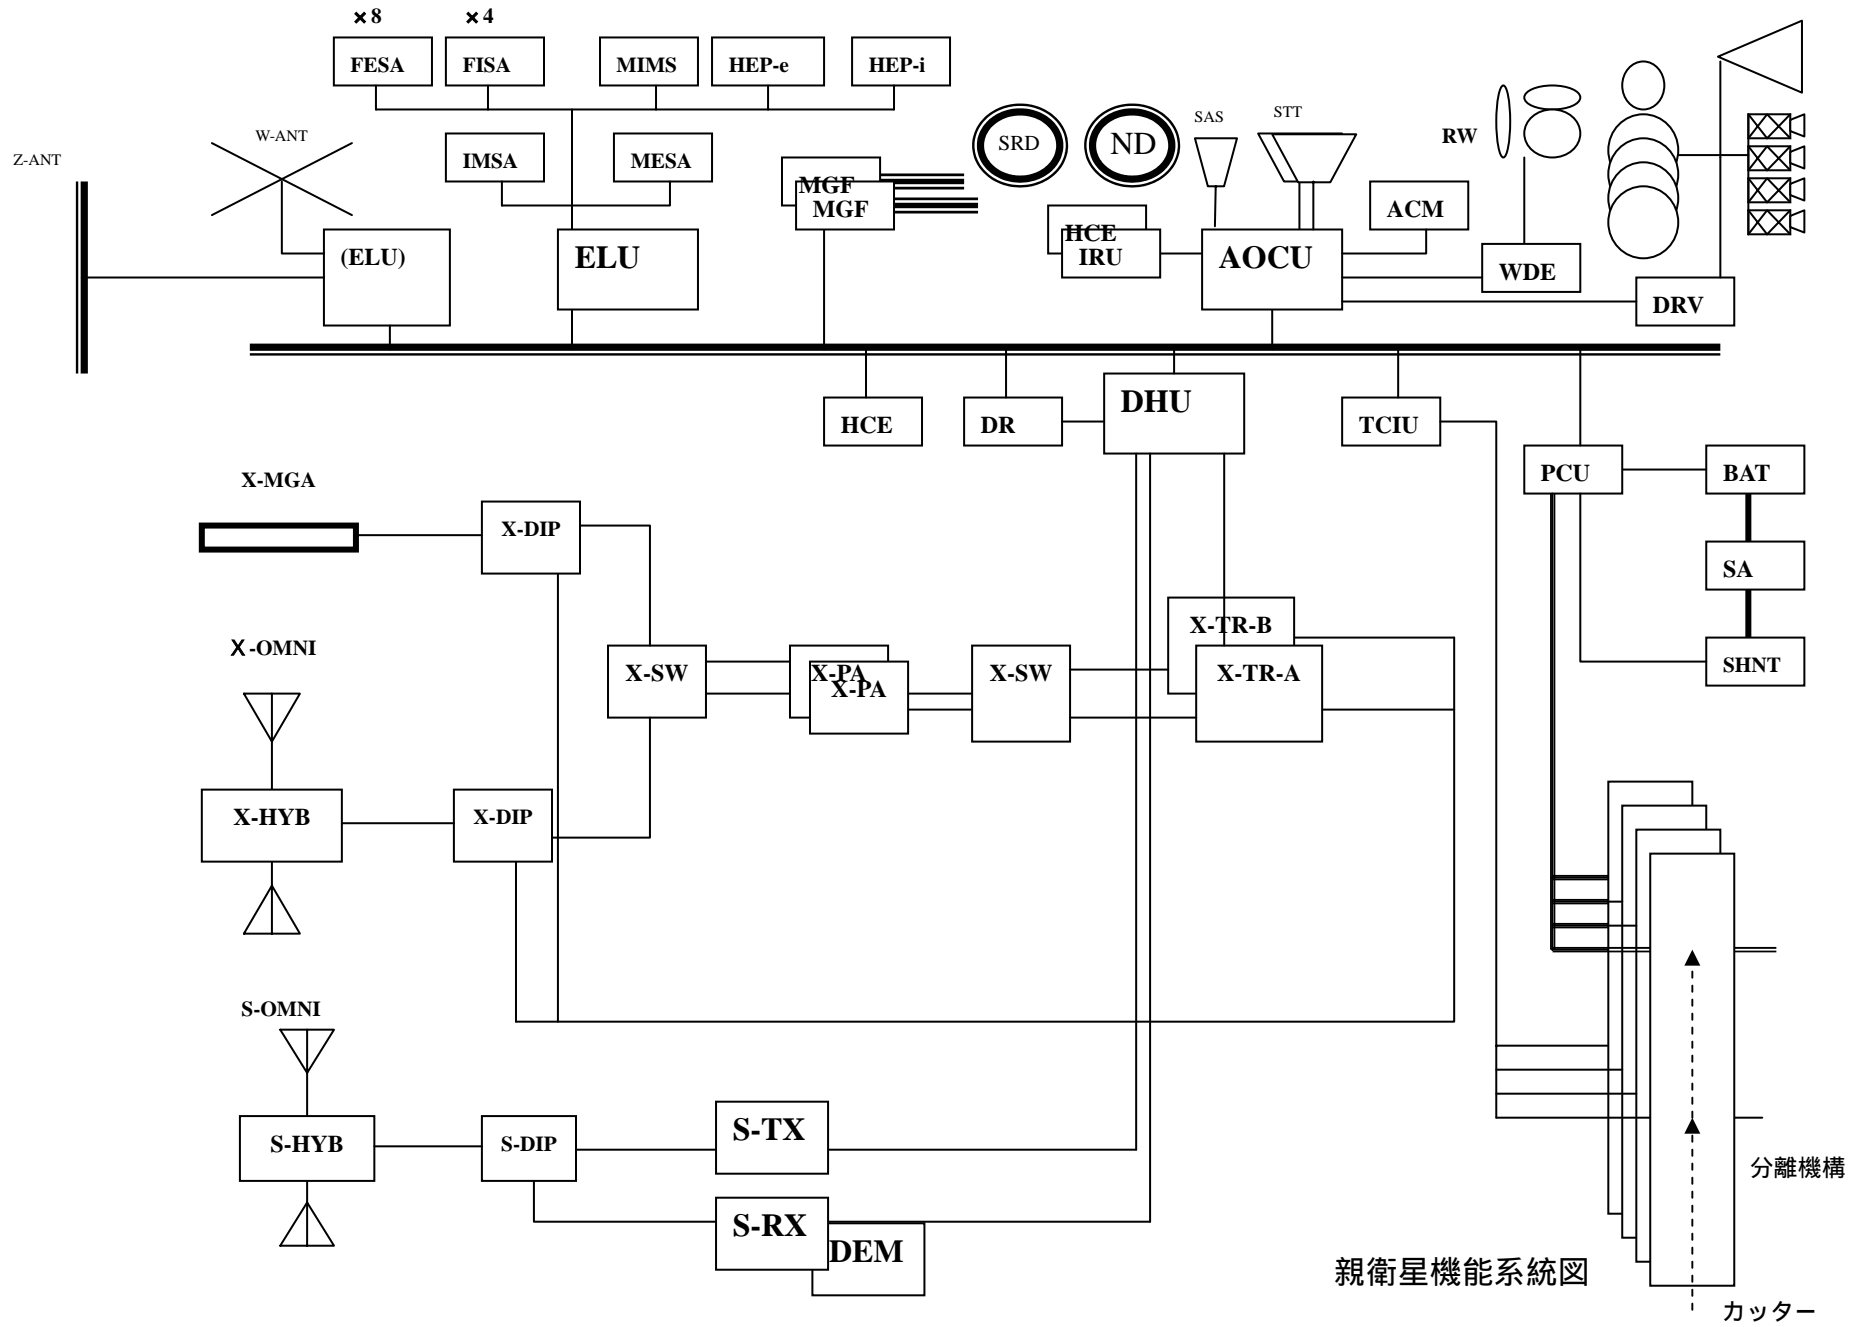 ×8
×4
FESA
FISA
MIMS
HEP-e
HEP-i
SAS
STT
RW
W-ANT
Z-ANT
IMSA
MESA
MGF
MGF
SRD
ND
ACM
HCE
IRU
(ELU)
ELU
AOCU
WDE
DRV
HCE
DR
DHU
TCIU
PCU
BAT
X-MGA
X-DIP
SA
X-TR-B
X-OMNI
X-SW
X-PA
X-PA
X-SW
X-TR-A
SHNT
X-HYB
X-DIP
S-OMNI
S-HYB
S-DIP
S-TX
分離機構
S-RX
DEM
親衛星機能系統図
カッター